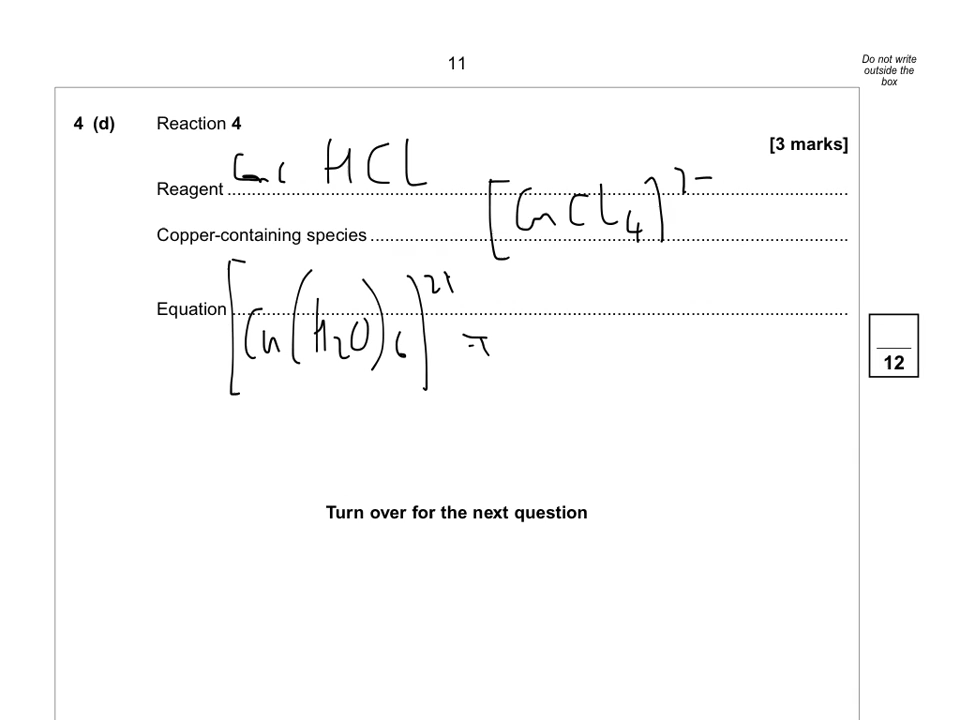 11
Do not write
outside the
box
4 (d) Reaction 4
[3 marks]
Reagent Conc HCL
Copper-containing species [CuCl4]2-
Equation [Cu(H2O)6]2+
12
Turn over for the next question